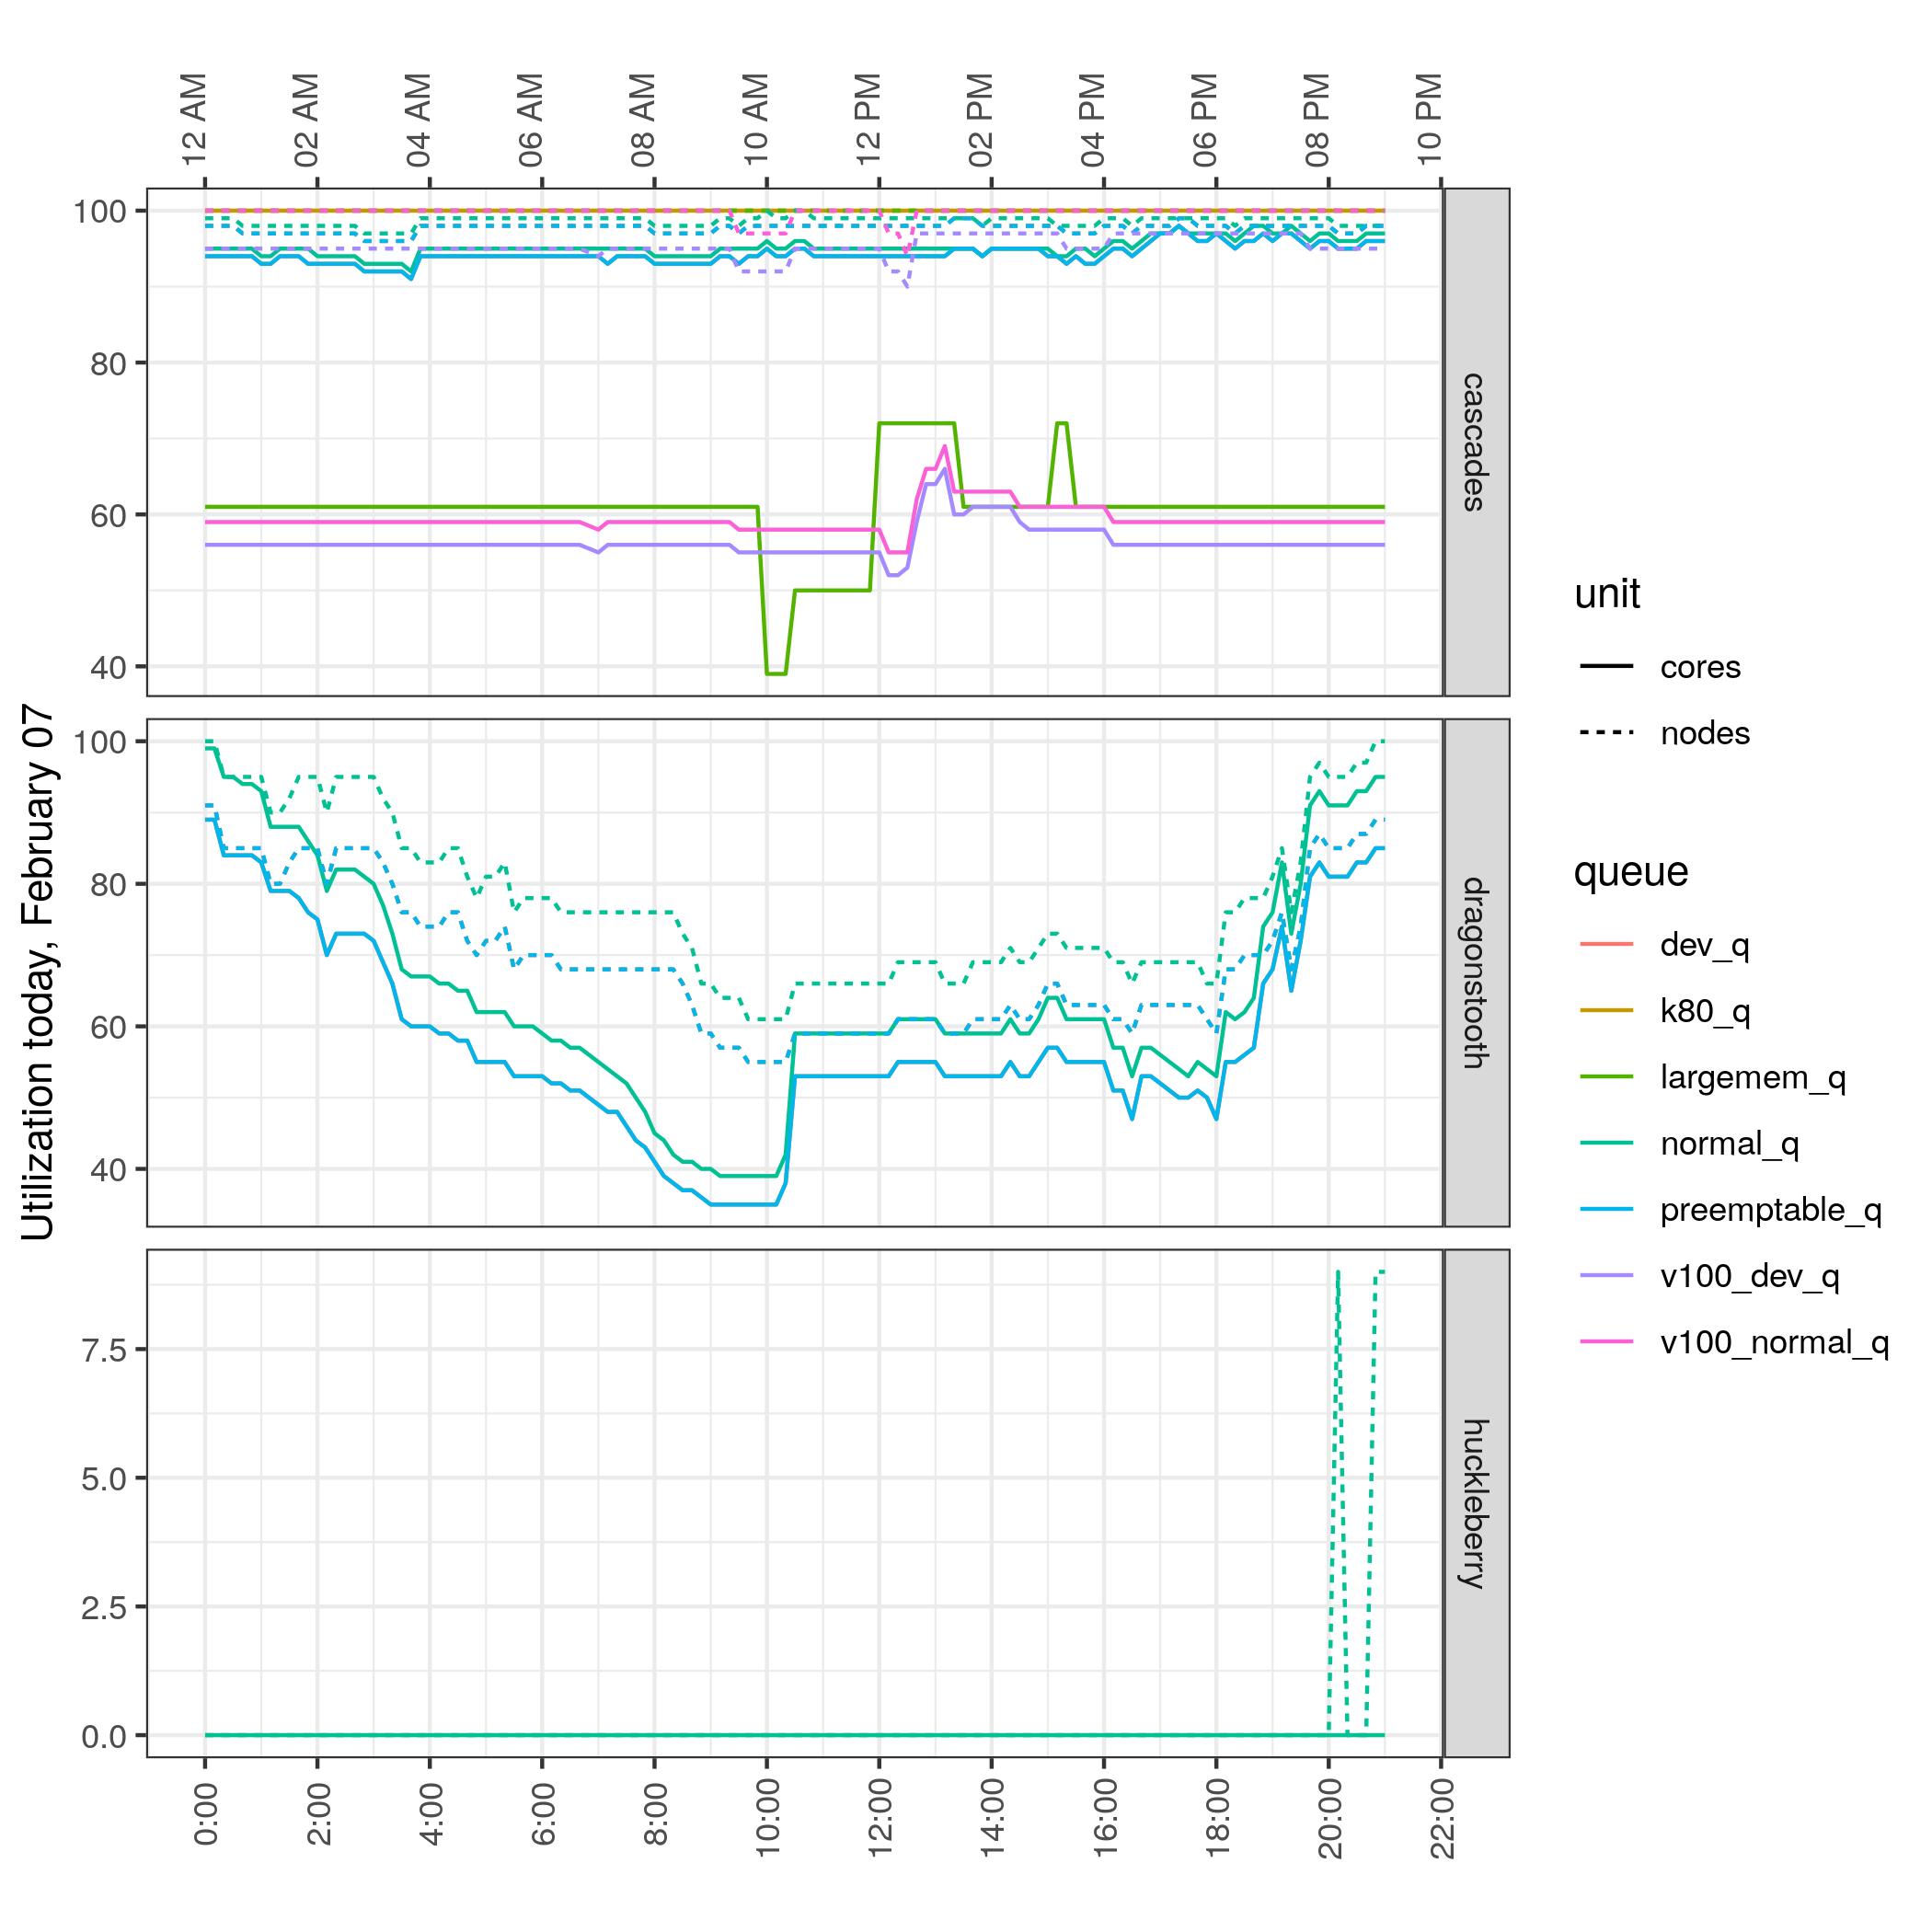 12 AM 02 AM 04 AM 06 AM 08 AM 10 AM 12 PM 02 PM 04 PM 06 PM 08 PM 10 PM
Utilization today, February 07
100
80
60
40
cascades
100
80
60
40
dragonstooth
7.5
5.0
2.5
0.0
huckleberry
0:00 2:00 4:00 6:00 8:00 10:00 12:00 14:00 16:00 18:00 20:00 22:00
unit
cores
nodes
queue
dev_q
k80_q
largemem_q
normal_q
preemptable_q
v100_dev_q
v100_normal_q